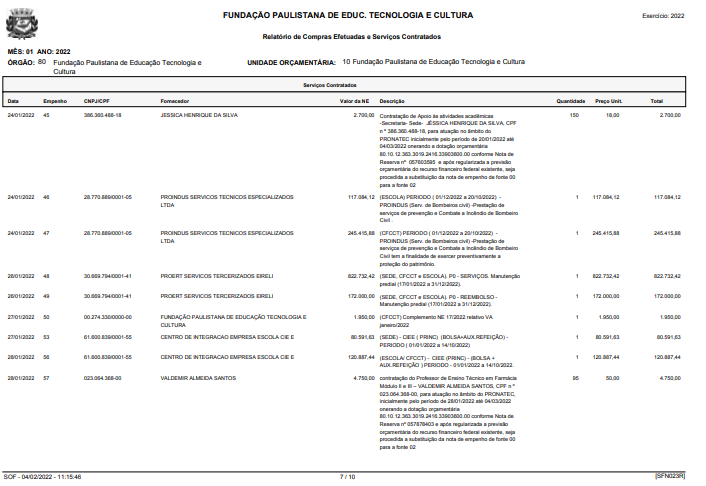 FUNDAÇÃO PAULISTANA DE EDUC. TECNOLOGIA E CULTURA
Exercício: 2022
Relatório de Compras Efetuadas e Serviços Contratados
MÊS: 01 ANO: 2022
ÓRGÃO: 80 Fundação Paulistana de Educação Tecnologia e Cultura
UNIDADE ORÇAMENTÁRIA: 10 Fundação Paulistana de Educação Tecnologia e Cultura
Serviços Contratados
Data Empenho CNPJ/CPF Fornecedor Valor da NE Descrição Quantidade Preço Unit. Total
24/01/2022 45 386.360.488-18 JESSICA HENRIQUE DA SILVA 2.700,00 Contratação de Apoio às atividades acadêmicas 150 18,00 2.700,00
-Secretaria- Sede- JÉSSICA HENRIQUE DA SILVA, CPF
n º 386.360.488-18, para atuação no âmbito do
PRONATEC inicialmente pelo período de 20/01/2022 até
04/03/2022 onerando a dotação orçamentária
80.10.12.363.3019.2416.33903600.00 conforme Nota de
Reserva nº 057603595 e após regularizada a previsão
orçamentária do recurso financeiro federal existente, seja
procedida a substituição da nota de empenho de fonte 00
para a fonte 02
24/01/2022 46 28.770.889/0001-05 PROINDUS SERVICOS TECNICOS ESPECIALIZADOS LTDA 117.084,12 (ESCOLA) PERIODO ( 01/12/2022 a 20/10/2022) - 1 117.084,12 117.084,12
PROINDUS (Serv. de Bombeiros civil) -Prestação de
serviços de prevenção e Combate a Incêndio de Bombeiro
Civil .
24/01/2022 47 28.770.889/0001-05 PROINDUS SERVICOS TECNICOS ESPECIALIZADOS LTDA 245.415,88 (CFCCT) PERIODO ( 01/12/2022 a 20/10/2022) - 1 245.415,88 245.415,88
PROINDUS (Serv. de Bombeiros civil) -Prestação de
serviços de prevenção e Combate a Incêndio de Bombeiro
Civil tem a finalidade de exercer preventivamente a
proteção do patrimônio.
26/01/2022 48 30.669.794/0001-41 PROERT SERVICOS TERCERIZADOS EIRELI 822.732,42 (SEDE, CFCCT e ESCOLA). P0 - SERVIÇOS. Manutenção 1 822.732,42 822.732,42
predial (17/01/2022 a 31/12/2022).
26/01/2022 49 30.669.794/0001-41 PROERT SERVICOS TERCERIZADOS EIRELI 172.000,00 (SEDE, CFCCT e ESCOLA). P0 - REEMBOLSO - 1 172.000,00 172.000,00
Manutenção predial (17/01/2022 a 31/12/2022).
27/01/2022 50 00.274.330/0000-00 FUNDAÇÃO PAULISTANA DE EDUCAÇÃO TECNOLOGIA E CULTURA 1.950,00 (CFCCT) Complemento NE 17/2022 relativo VA 1 1.950,00 1.950,00
janeiro/2022
27/01/2022 53 61.600.839/0001-55 CENTRO DE INTEGRACAO EMPRESA ESCOLA CIE E 80.591,63 (SEDE) - CIEE ( PRINC) (BOLSA+AUX.REFEIÇÃO) - 1 80.591,63 80.591,63
PERIODO ( 01/01/2022 a 14/10/2022)
28/01/2022 56 61.600.839/0001-55 CENTRO DE INTEGRACAO EMPRESA ESCOLA CIE E 120.887,44 (ESCOLA/ CFCCT) - CIEE (PRINC) - (BOLSA + 1 120.887,44 120.887,44
AUX.REFEIÇÃO ) PERIODO - 01/01/2022 a 14/10/2022.
28/01/2022 57 023.064.368-00 VALDEMIR ALMEIDA SANTOS 4.750,00 contratação do Professor de Ensino Técnico em Farmácia 95 50,00 4.750,00
Módulo II e III – VALDEMIR ALMEIDA SANTOS, CPF n º
023.064.368-00, para atuação no âmbito do PRONATEC,
inicialmente pelo período de 28/01/2022 até 04/03/2022
onerando a dotação orçamentária
80.10.12.363.3019.2416.33903600.00 conforme Nota de
Reserva nº 057878403 e após regularizada a previsão
orçamentária do recurso financeiro federal existente, seja
procedida a substituição da nota de empenho de fonte 00
para a fonte 02
SOF - 04/02/2022 - 11:15:46
7 / 10
[SFN023R]